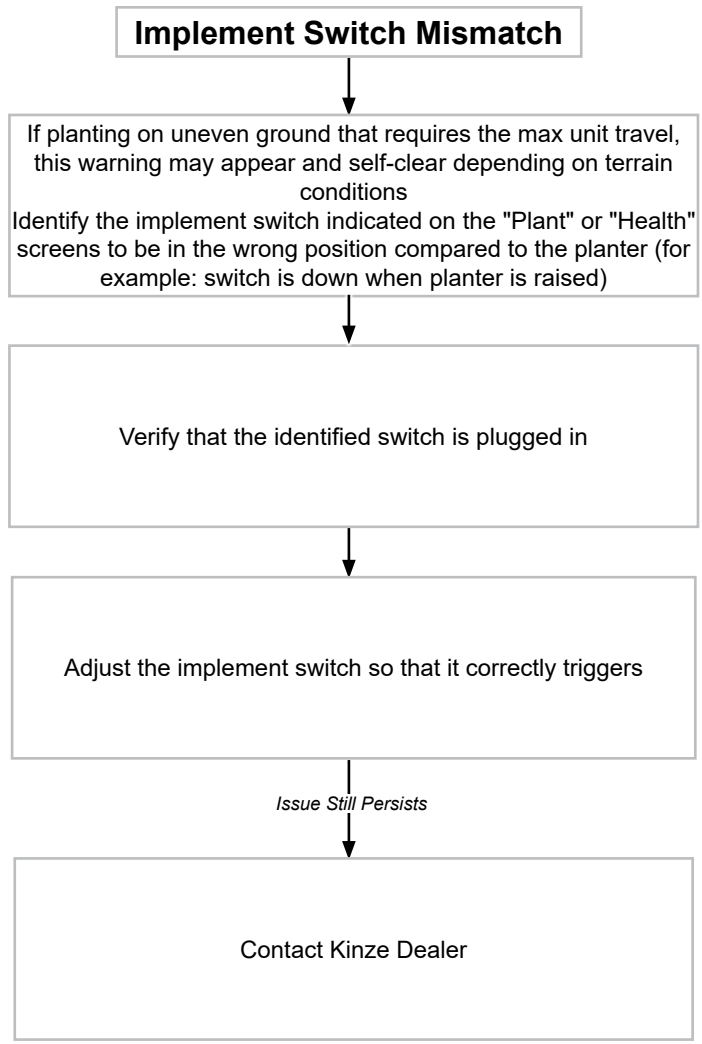 Implement Switch Mismatch
If planting on uneven ground that requires the max unit travel,
this warning may appear and self-clear depending on terrain
conditions
Identify the implement switch indicated on the "Plant" or "Health"
screens to be in the wrong position compared to the planter (for
example: switch is down when planter is raised)
Verify that the identified switch is plugged in
Adjust the implement switch so that it correctly triggers
Issue Still Persists
Contact Kinze Dealer